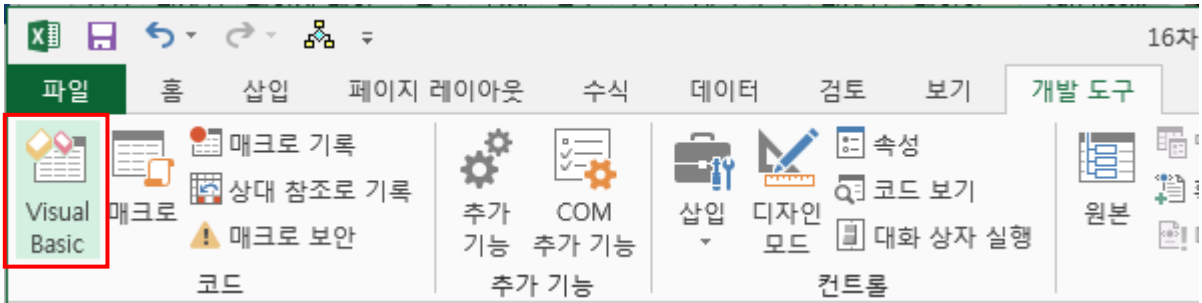 16차
파일 홈 삽입 페이지 레이아웃 수식 데이터 검토 보기 개발 도구
Visual
Basic
매크로
매크로 기록
상대 참조로 기록
매크로 보안
코드
추가
기능
COM
추가 기능
추가 기능
삽입
디자인
모드
속성
코드 보기
대화 상자 실행
컨트롤
원본